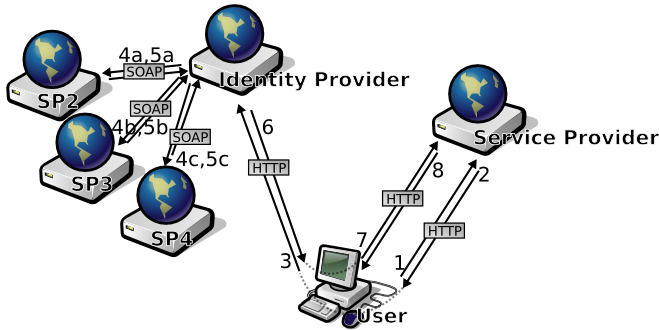 4a,5a
SOAP
Identity Provider
SP2
SOAP
4b,5b
SOAP
4c,5c
SP3
SP4
6
HTTP
3
Service Provider
8
2
HTTP
HTTP
7
1
User